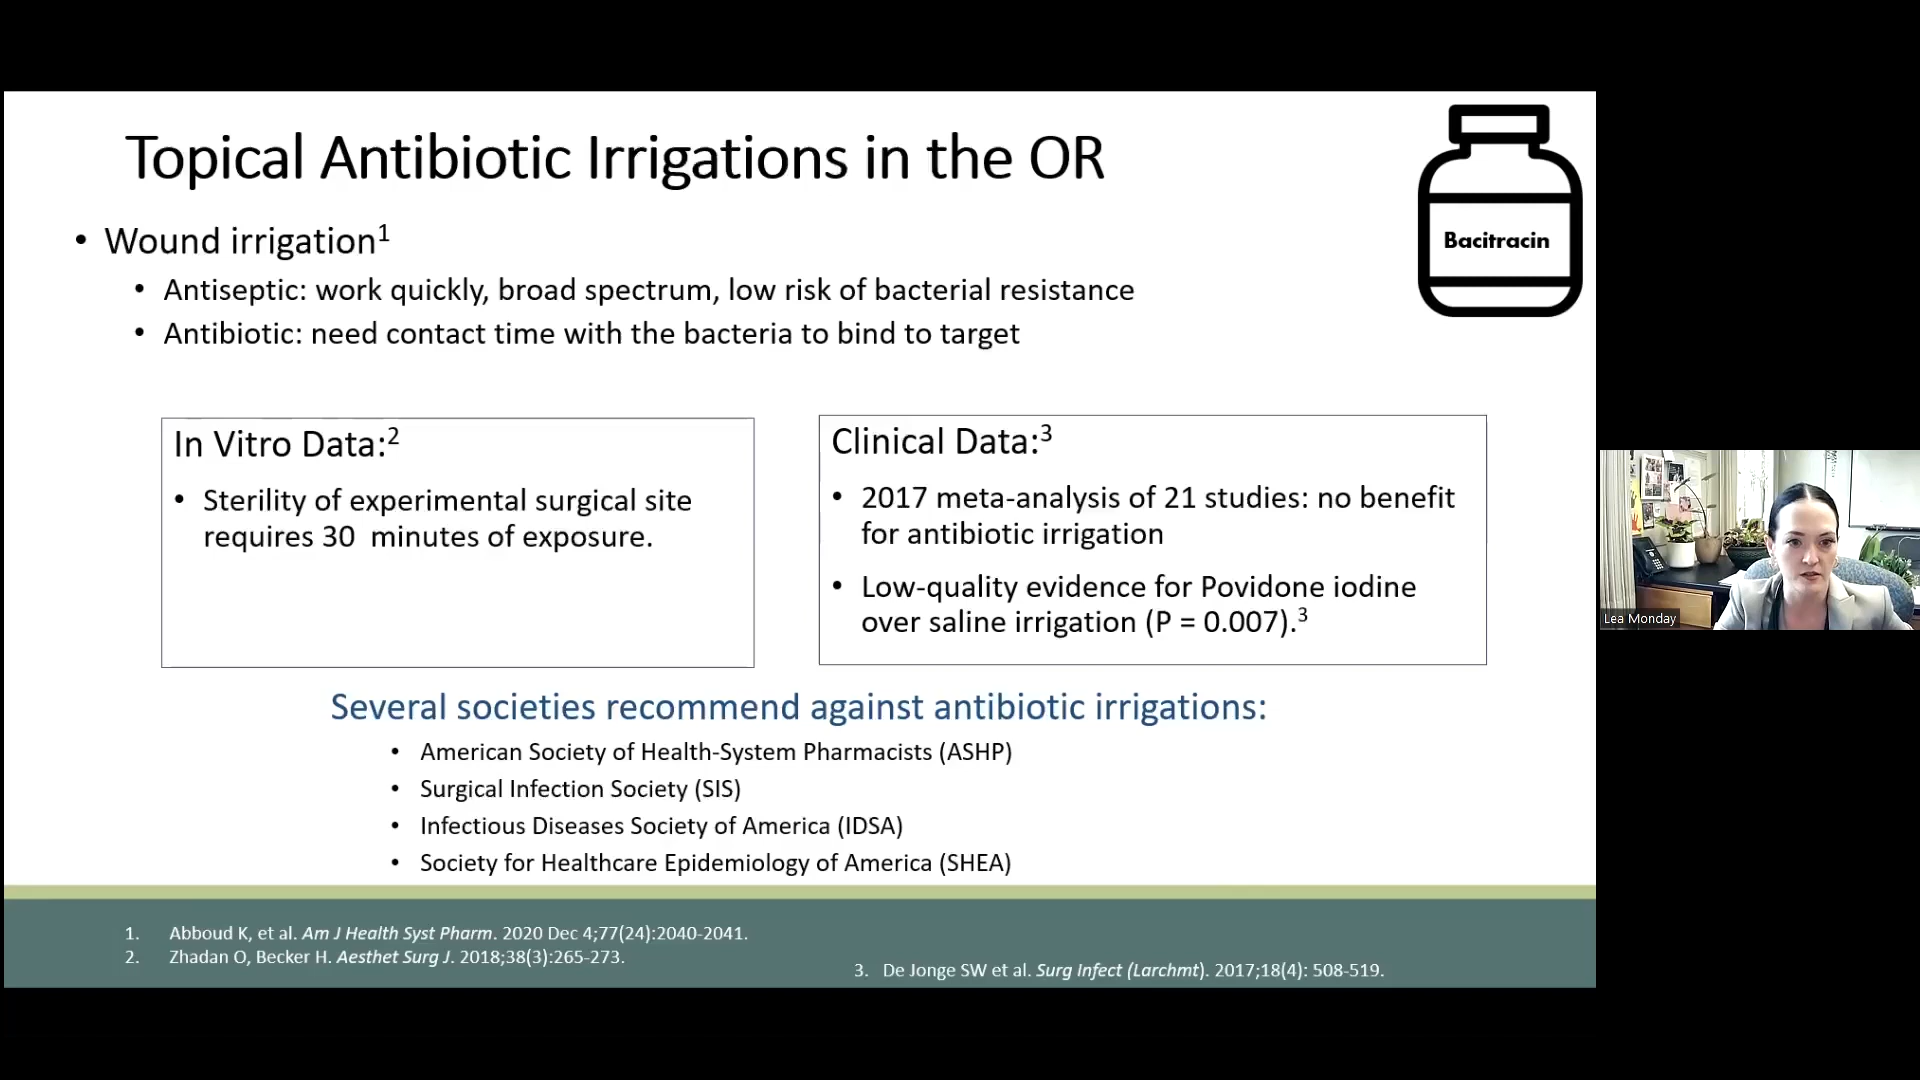 Topical Antibiotic Irrigations in the OR
Bacitracin
• Wound irrigation1
• Antiseptic: work quickly, broad spectrum, low risk of bacterial resistance
• Antibiotic: need contact time with the bacteria to bind to target
In Vitro Data:2
• Sterility of experimental surgical site
requires 30  minutes of exposure.
Clinical Data:3
• 2017 meta-analysis of 21 studies: no benefit
for antibiotic irrigation
• Low-quality evidence for Povidone iodine
over saline irrigation (P = 0.007).3
Several societies recommend against antibiotic irrigations:
• American Society of Health-System Pharmacists (ASHP)
• Surgical Infection Society (SIS)
• Infectious Diseases Society of America (IDSA)
• Society for Healthcare Epidemiology of America (SHEA)
1. Abboud K, et al. Am J Health Syst Pharm. 2020 Dec 4;77(24):2040-2041.
2. Zhadan O, Becker H. Aesthet Surg J. 2018;38(3):265-273.
3. De Jonge SW et al. Surg Infect (Larchmt). 2017;18(4): 508-519.
Lea Monday